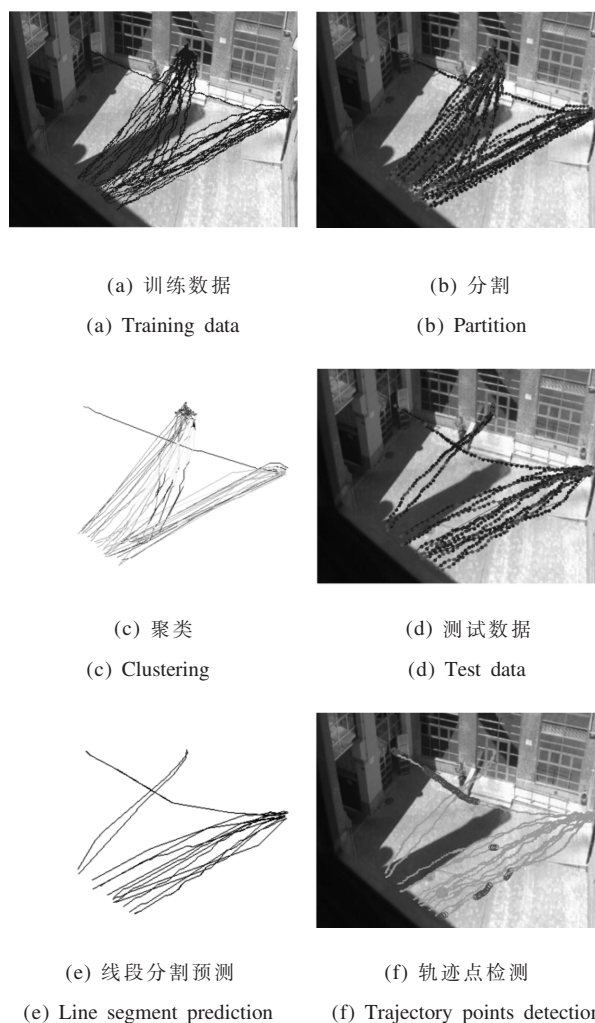 (a) 训练数据
(a) Training data
(b) 分割
(b) Partition
(c) 聚类
(c) Clustering
(d) 测试数据
(d) Test data
(e) 线段分割预测
(e) Line segment prediction
(f) 轨迹点检测
(f) Trajectory points detection